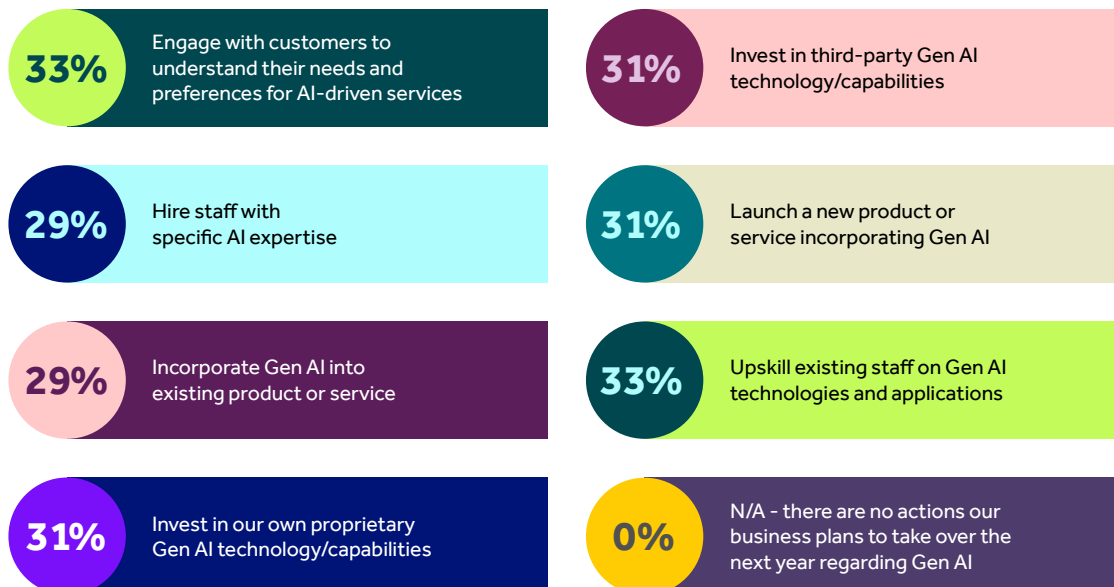 33%
Engage with customers to
understand their needs and
preferences for AI-driven services
31%
Invest in third-party Gen AI
technology/capabilities
29%
Hire staff with
specific AI expertise
31%
Launch a new product or
service incorporating Gen AI
29%
Incorporate Gen AI into
existing product or service
33%
Upskill existing staff on Gen AI
technologies and applications
31%
Invest in our own proprietary
Gen AI technology/capabilities
0%
N/A - there are no actions our
business plans to take over the
next year regarding Gen AI